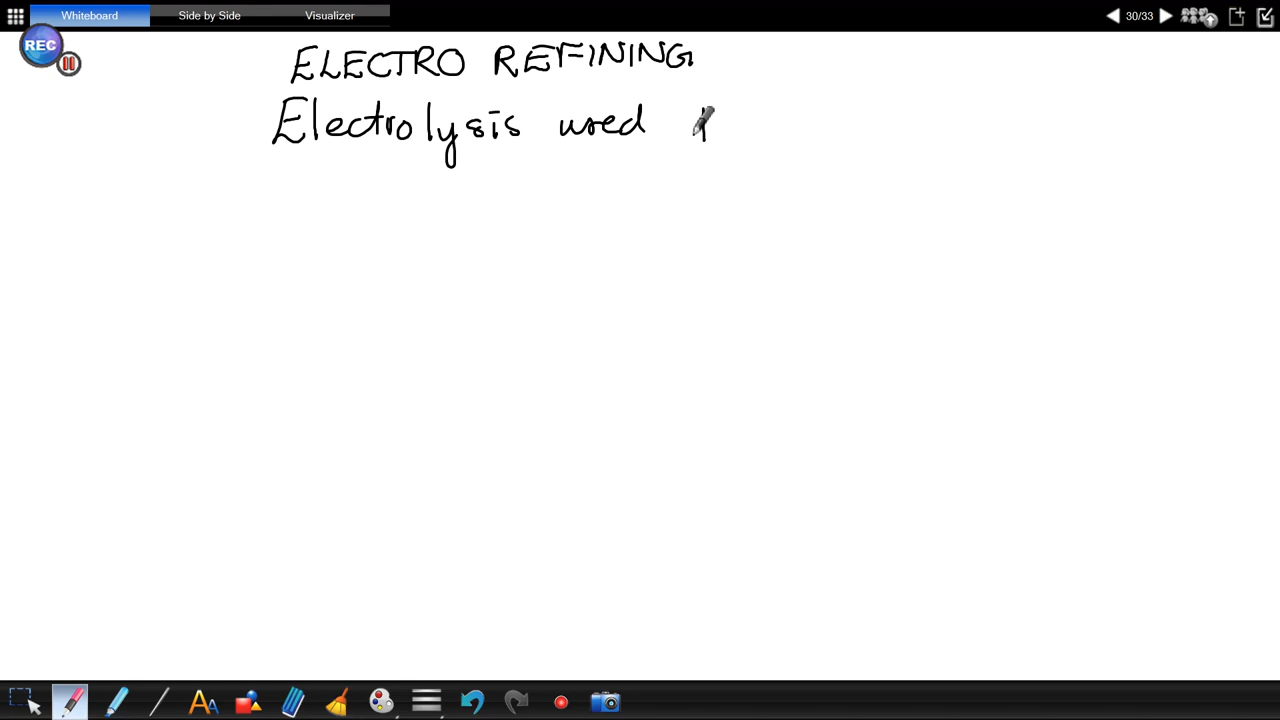 Whiteboard Side by Side Visualizer 30/33
REC
ELECTRO REFINING
Electrolysis used